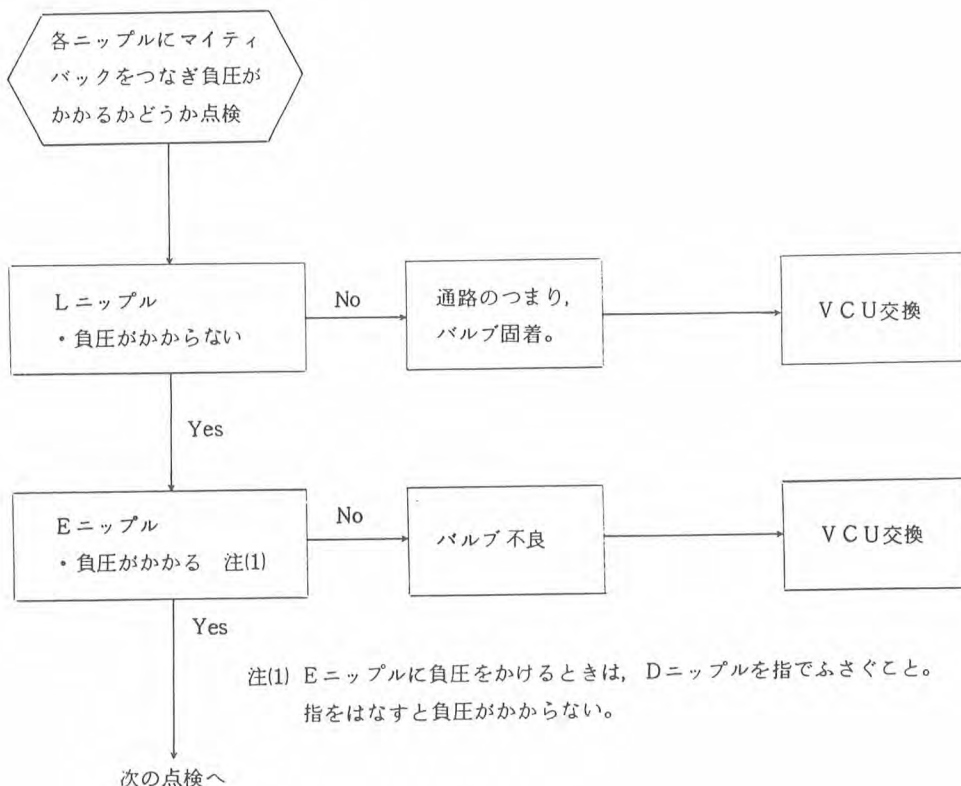 各ニップルにマイティ
バックをつなぎ負圧が
かかるかどうか点検
Lニップル
・負圧がかからない
No
通路のつまり,
バルブ固着。
VCU交換
Yes
Eニップル
・負圧がかかる 注(1)
No
バルブ不良
VCU交換
Yes
注(1) Eニップルに負圧をかけるときは, Dニップルを指でふさぐこと。
指をはなすと負圧がかからない。
次の点検へ